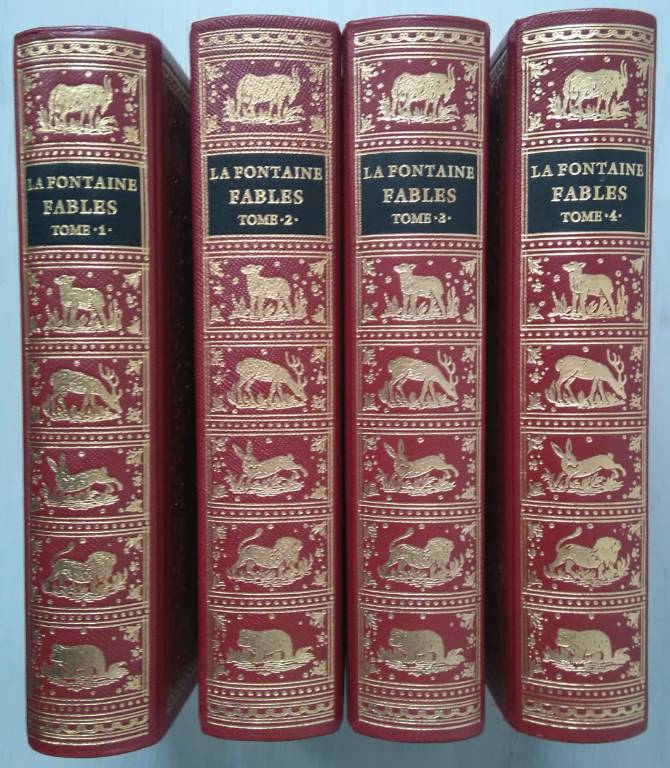 LA FONTAINE
FABLES
TOME · 1 ·
LA FONTAINE
FABLES
TOME · 2 ·
LA FONTAINE
FABLES
TOME · 3 ·
LA FONTAINE
FABLES
TOME · 4 ·